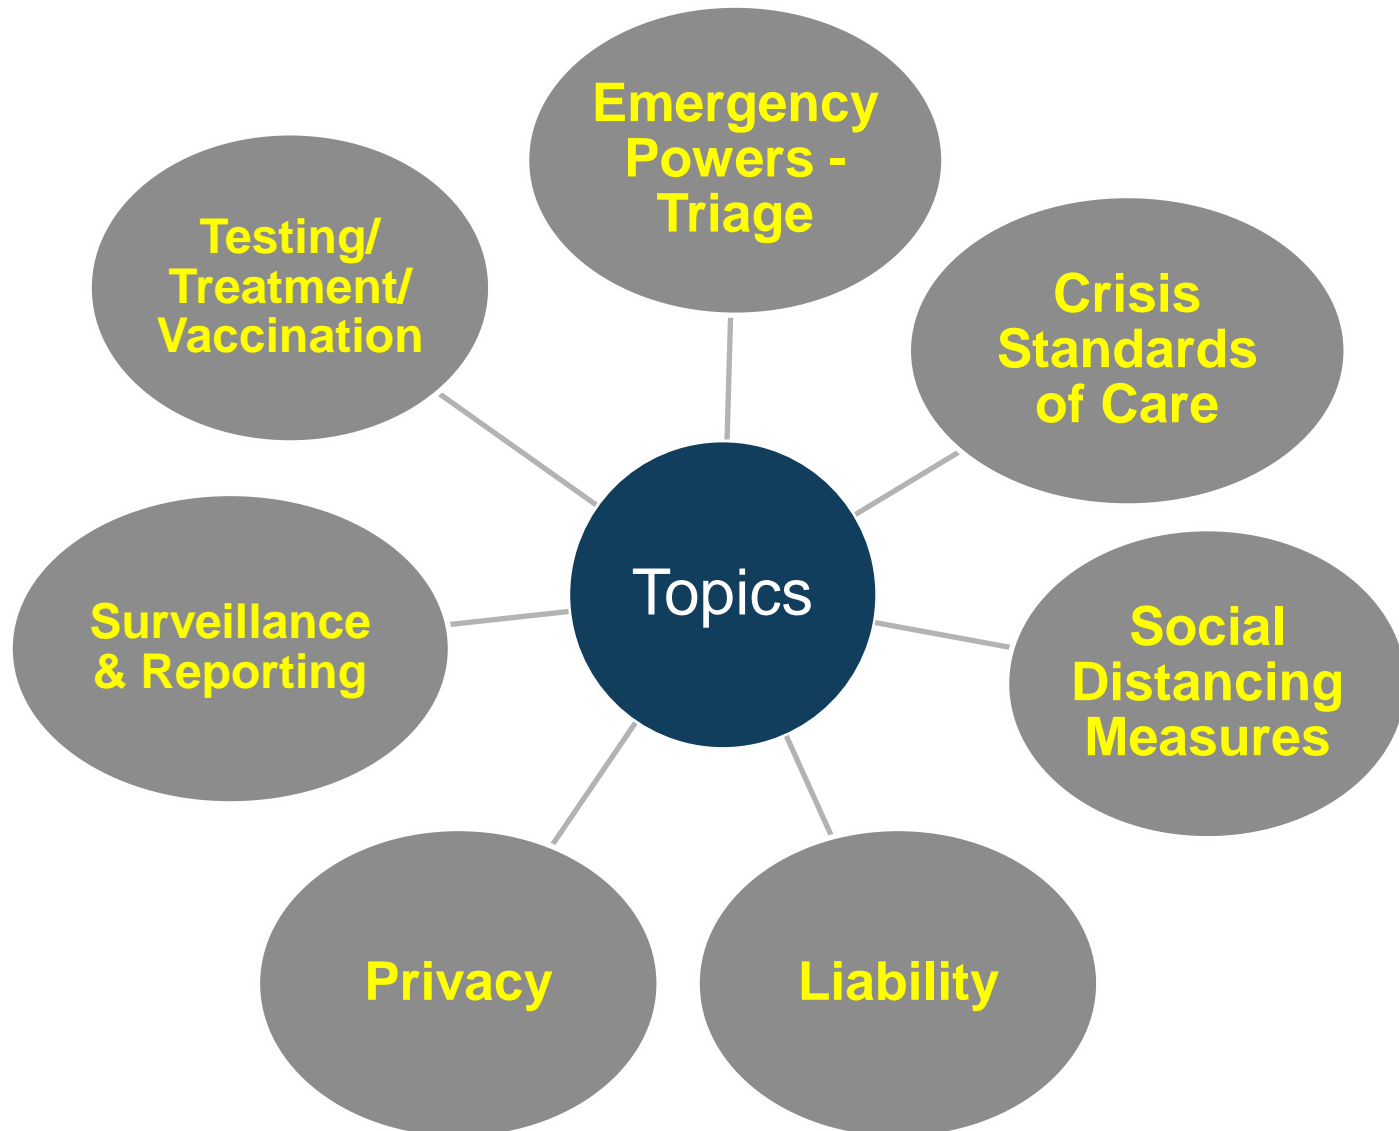 Emergency
Powers -
Triage
Crisis
Standards
of Care
Social
Distancing
Measures
Liability
Privacy
Surveillance
& Reporting
Testing/
Treatment/
Vaccination
Topics